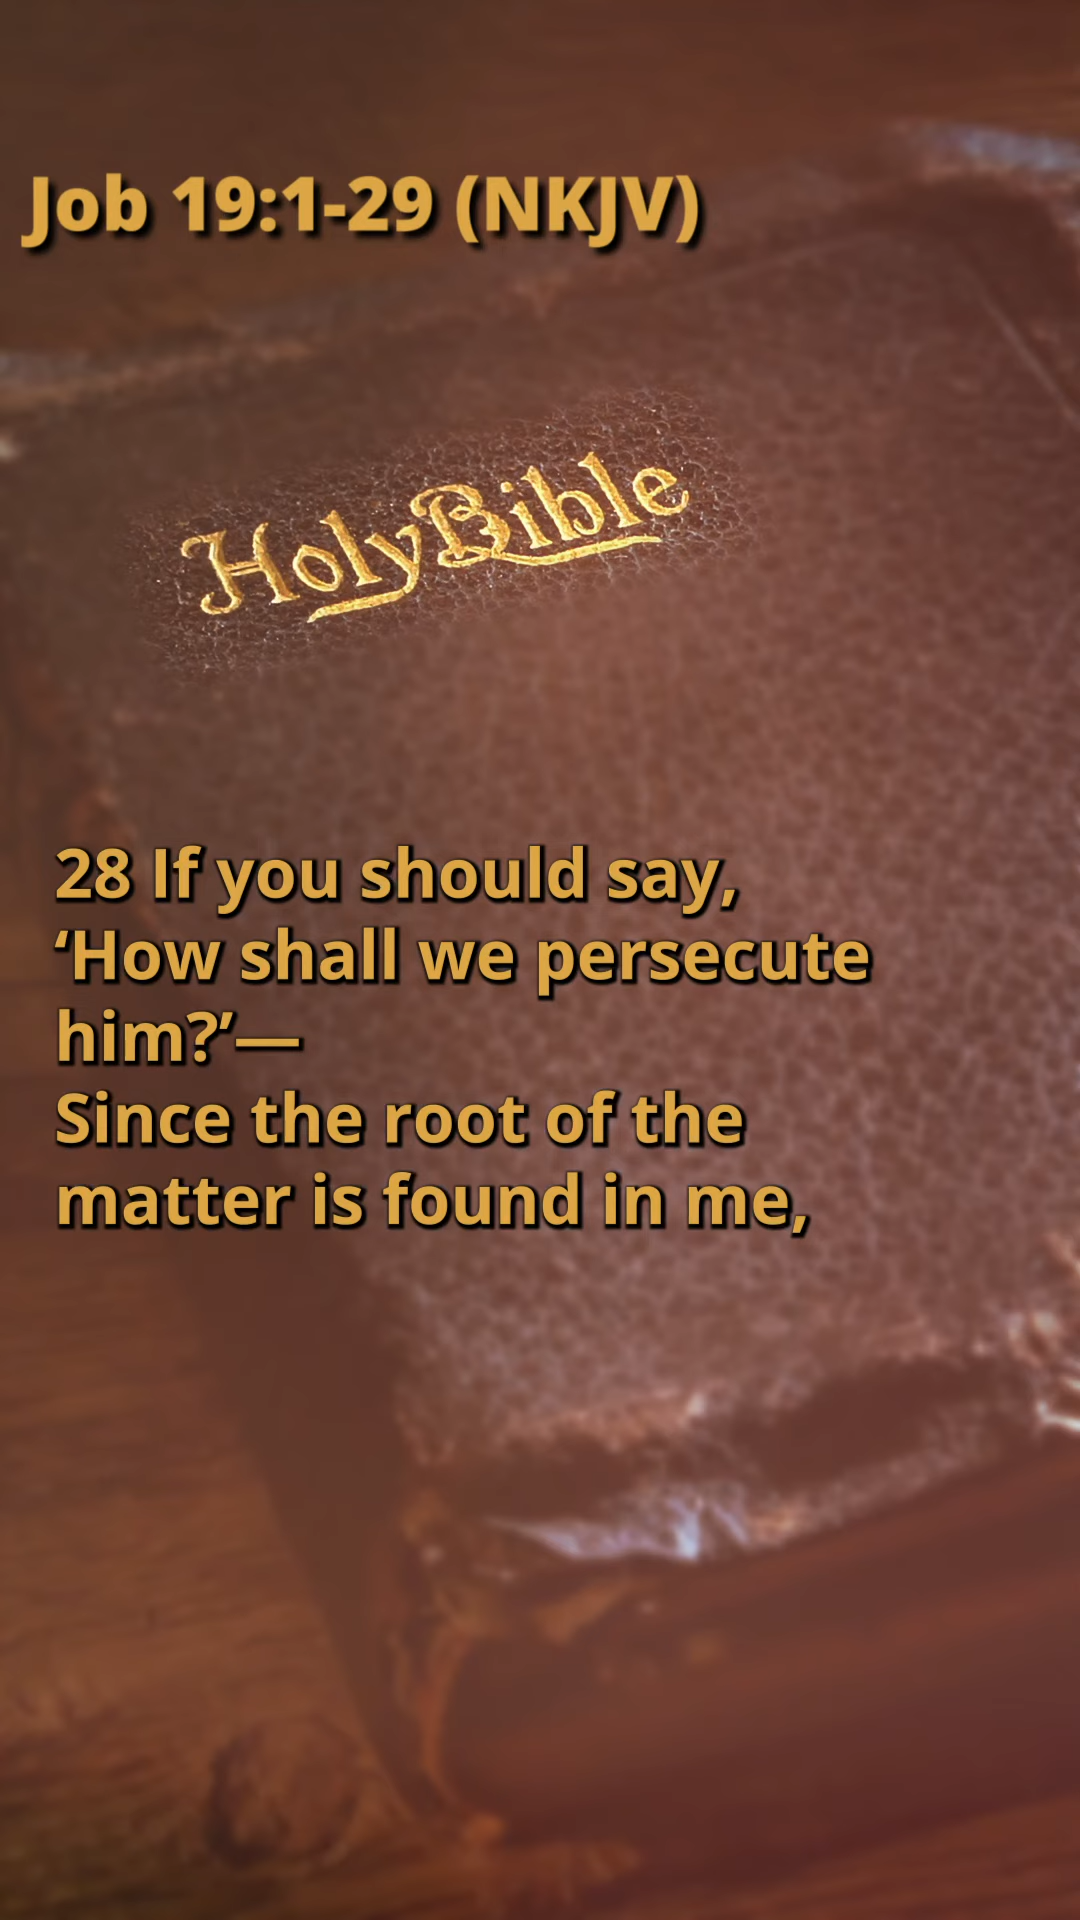 Job 19:1-29 (NKJV)
Holy Bible
28 If you should say,
‘How shall we persecute
him?’—
Since the root of the
matter is found in me,